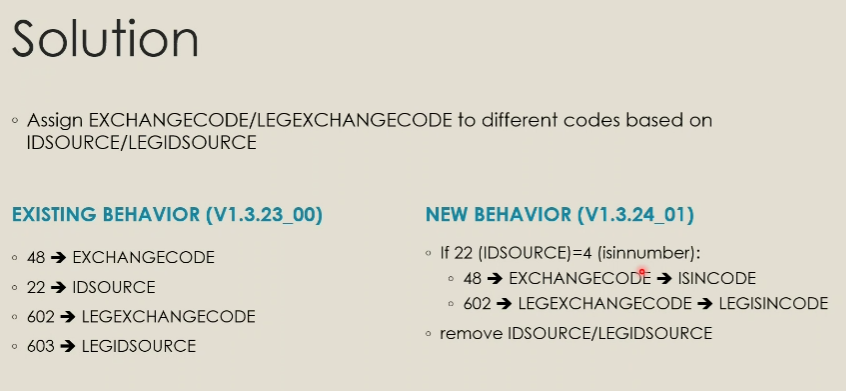 Solution
◦ Assign EXCHANGECODE/LEGEXCHANGECODE to different codes based on
IDSOURCE/LEGIDSOURCE
EXISTING BEHAVIOR (V1.3.23_00)
◦ 48 ➔ EXCHANGECODE
◦ 22 ➔ IDSOURCE
◦ 602 ➔ LEGEXCHANGECODE
◦ 603 ➔ LEGIDSOURCE
NEW BEHAVIOR (V1.3.24_01)
◦ If 22 (IDSOURCE)=4 (isinnumber):
◦ 48 ➔ EXCHANGECODE ➔ ISINCODE
◦ 602 ➔ LEGEXCHANGECODE ➔ LEGISINCODE
◦ remove IDSOURCE/LEGIDSOURCE